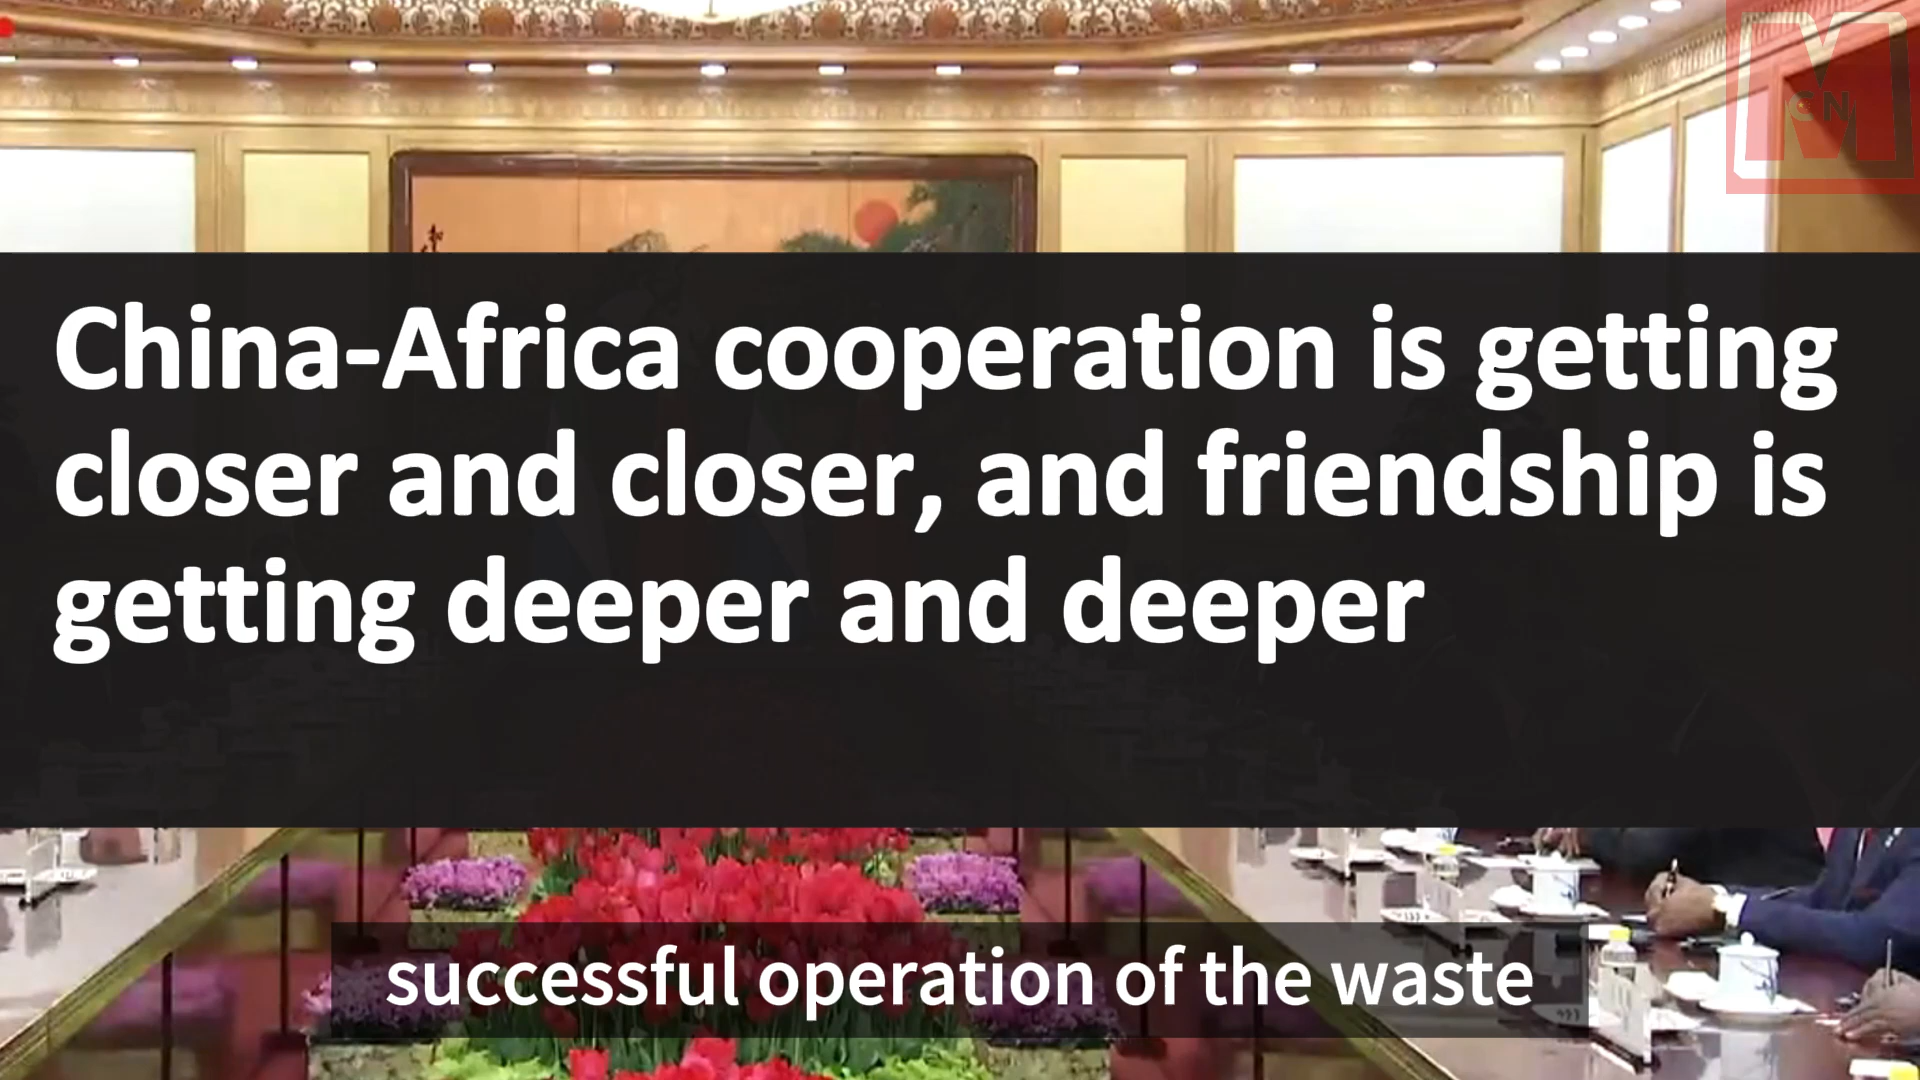 CN
China-Africa cooperation is getting
closer and closer, and friendship is
getting deeper and deeper
successful operation of the waste